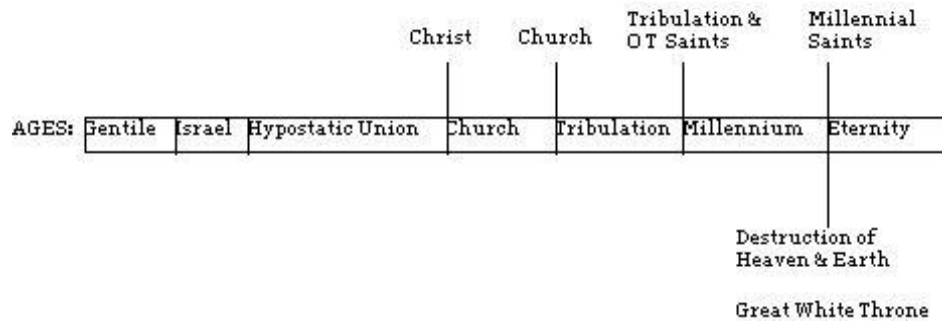 Tribulation & Millennial
Christ Church OT Saints Saints
AGES: Gentile Israel Hypostatic Union Church Tribulation Millennium Eternity
Destruction of
Heaven & Earth
Great White Throne